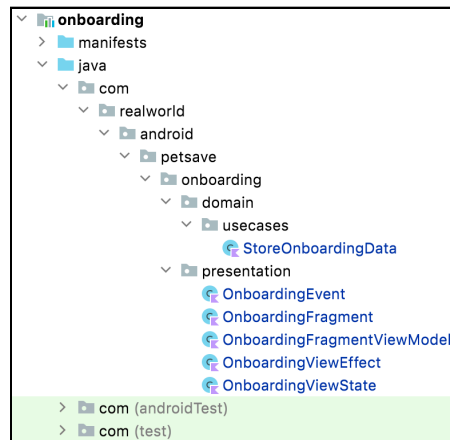 onboarding
manifests
java
com
realworld
android
petsave
onboarding
domain
usecases
StoreOnboardingData
presentation
OnboardingEvent
OnboardingFragment
OnboardingFragmentViewModel
OnboardingViewEffect
OnboardingViewState
com (androidTest)
com (test)